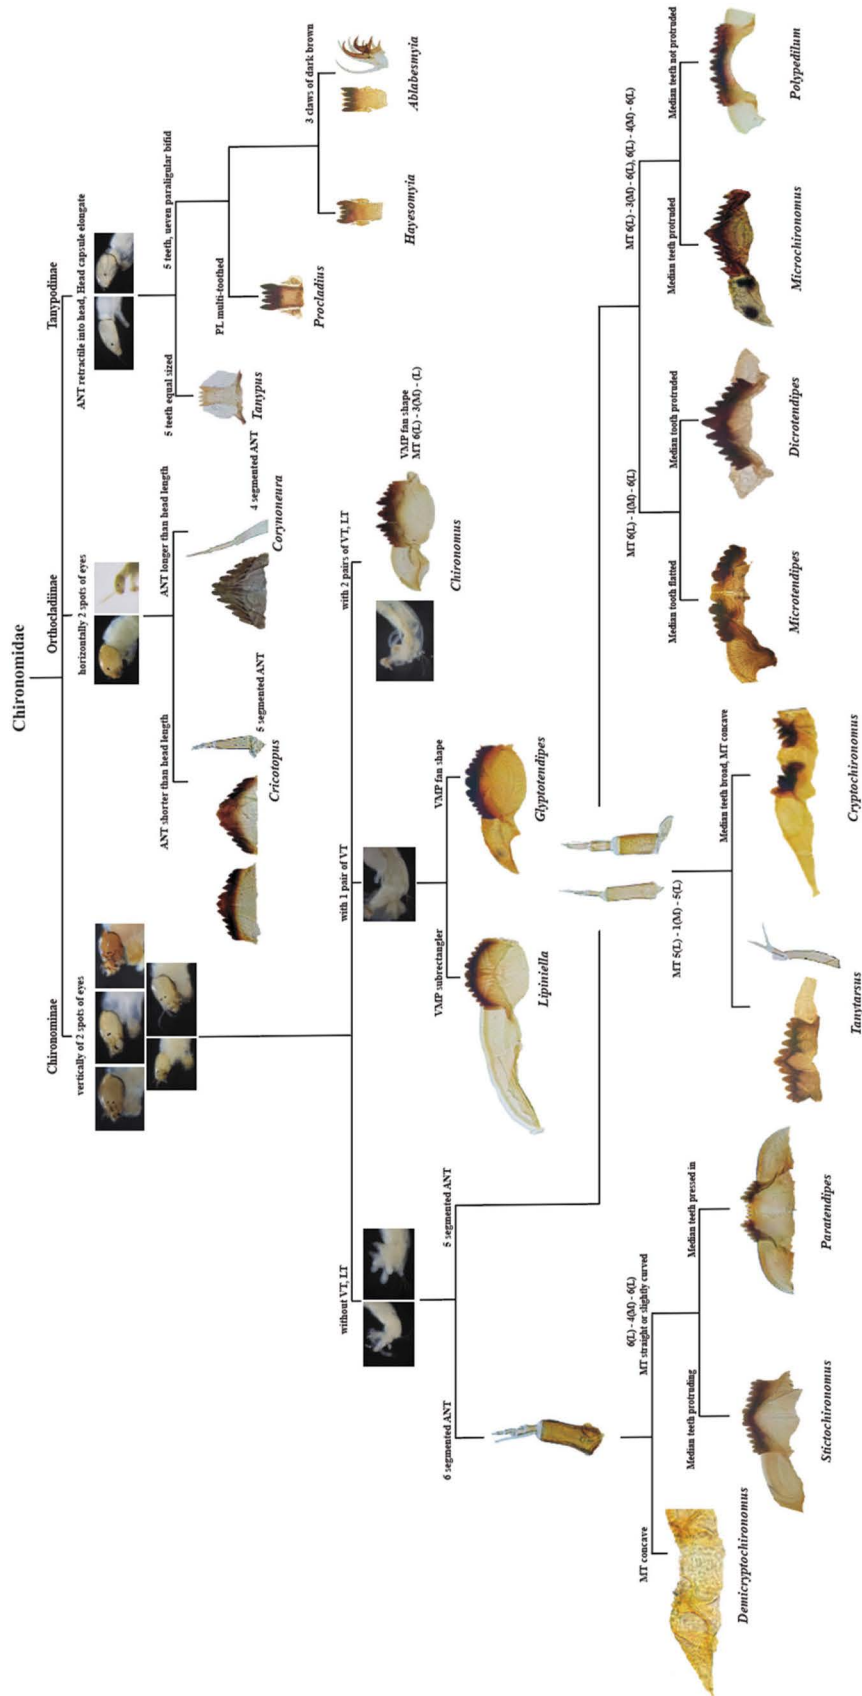 Chironomidae
Chironominae
vertically of 2 spots of eyes
Orthocladiinae
horizontally 2 spots of eyes
Tanypodinae
ANT retractile into head, Head capsule elongate
ANT shorter than head length
5 segmented ANT
Cricotopus
ANT longer than head length
4 segmented ANT
Corynoneura
5 teeth equal sized
Tanypus
5 teeth, ueven paraligular bifid
PL multi-toothed
Procladius
Hayesomyia
3 claws of dark brown
Ablabesmyia
without VT, LT
with 1 pair of VT
with 2 pairs of VT, LT
VMP subrectangler
Lipiniella
VMP fan shape
Glyptotendipes
VMP fan shape
MT 6(L) - 3(M) - (L)
Chironomus
6 segmented ANT
5 segmented ANT
MT concave
Demicryptochironomus
6(L) - 4(M) - 6(L)
MT straight or slightly curved
Median teeth protruding
Stictochironomus
Median teeth pressed in
Paratendipes
MT 5(L) - 1(M) - 5(L)
Tanytarsus
Median teeth broad, MT concave
Cryptochironomus
MT 6(L) - 1(M) - 6(L)
Median tooth flatted
Microtendipes
Median tooth protruded
Dicrotendipes
MT 6(L) - 3(M) - 6(L), 6(L) - 4(M) - 6(L)
Median teeth protruded
Microchironomus
Median teeth not protruded
Polypedilum